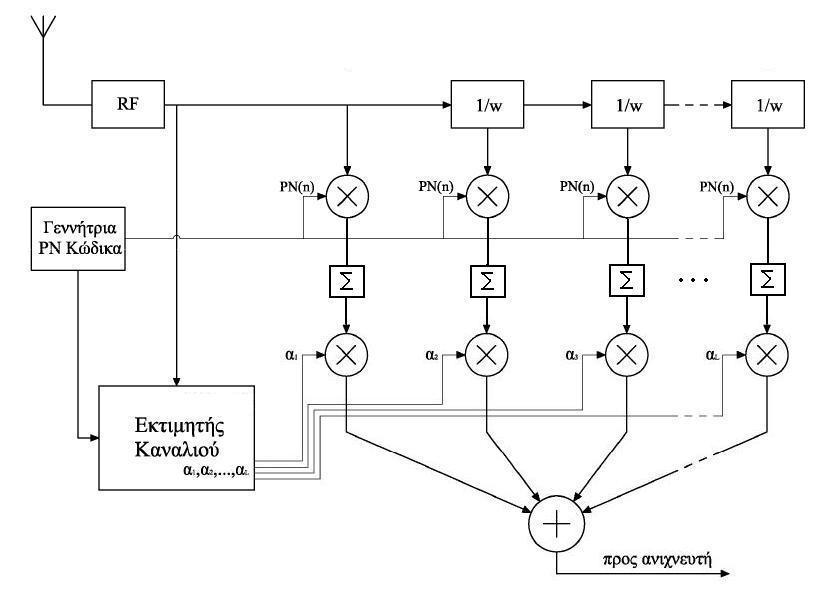 RF
1/w
1/w
1/w
PN(n)
PN(n)
PN(n)
PN(n)
Γεννήτρια
PN Κώδικα
Σ
Σ
Σ
Σ
α₁
α₂
α₃
α_L
Εκτιμητής
Καναλιού
α₁,α₂,...,α_L
προς ανιχνευτή